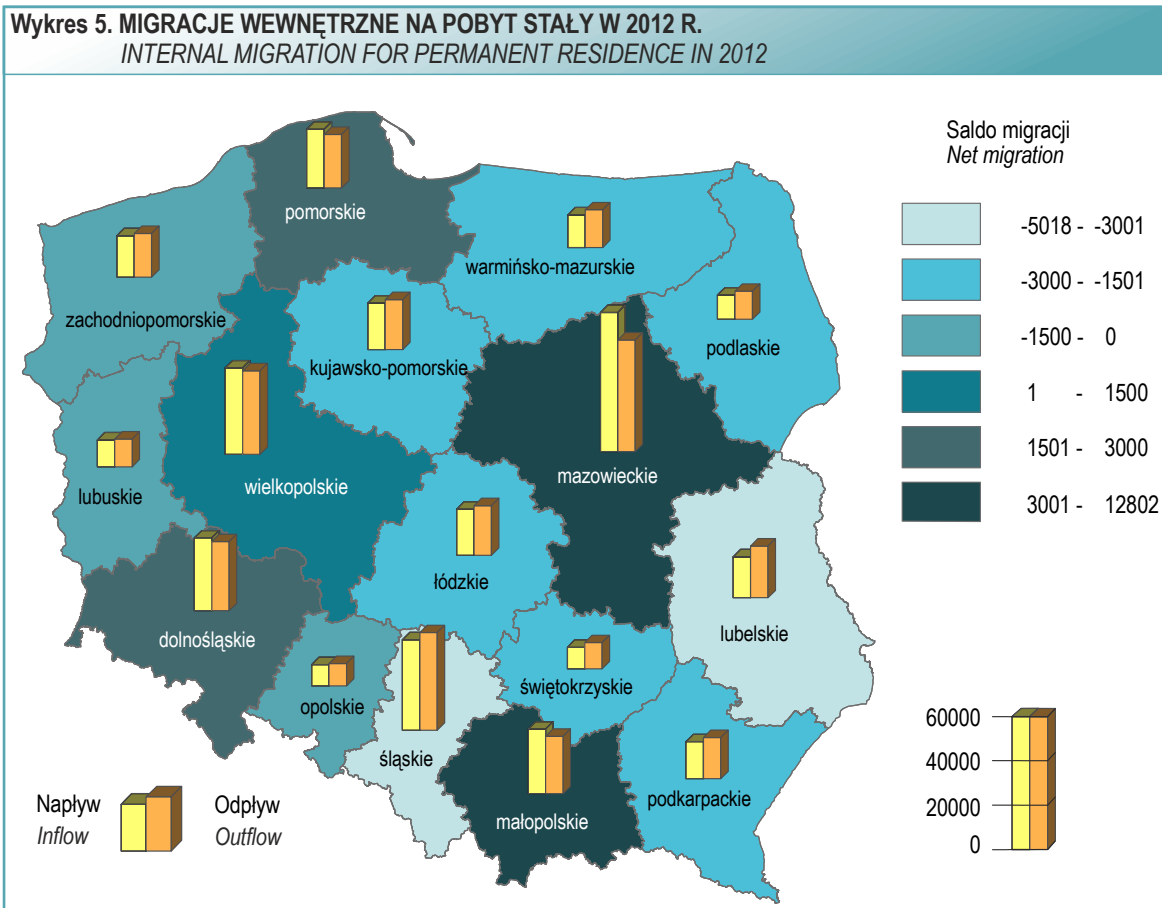 Wykres 5. MIGRACJE WEWNĘTRZNE NA POBYT STAŁY W 2012 R.
INTERNAL MIGRATION FOR PERMANENT RESIDENCE IN 2012
Saldo migracji
Net migration
-5018 - -3001
-3000 - -1501
-1500 - 0
1 - 1500
1501 - 3000
3001 - 12802
pomorskie
warmińsko-mazurskie
zachodniopomorskie
podlaskie
kujawsko-pomorskie
mazowieckie
wielkopolskie
lubuskie
łódzkie
lubelskie
dolnośląskie
świętokrzyskie
opolskie
śląskie
podkarpackie
małopolskie
Napływ
Inflow
Odpływ
Outflow
60000
40000
20000
0